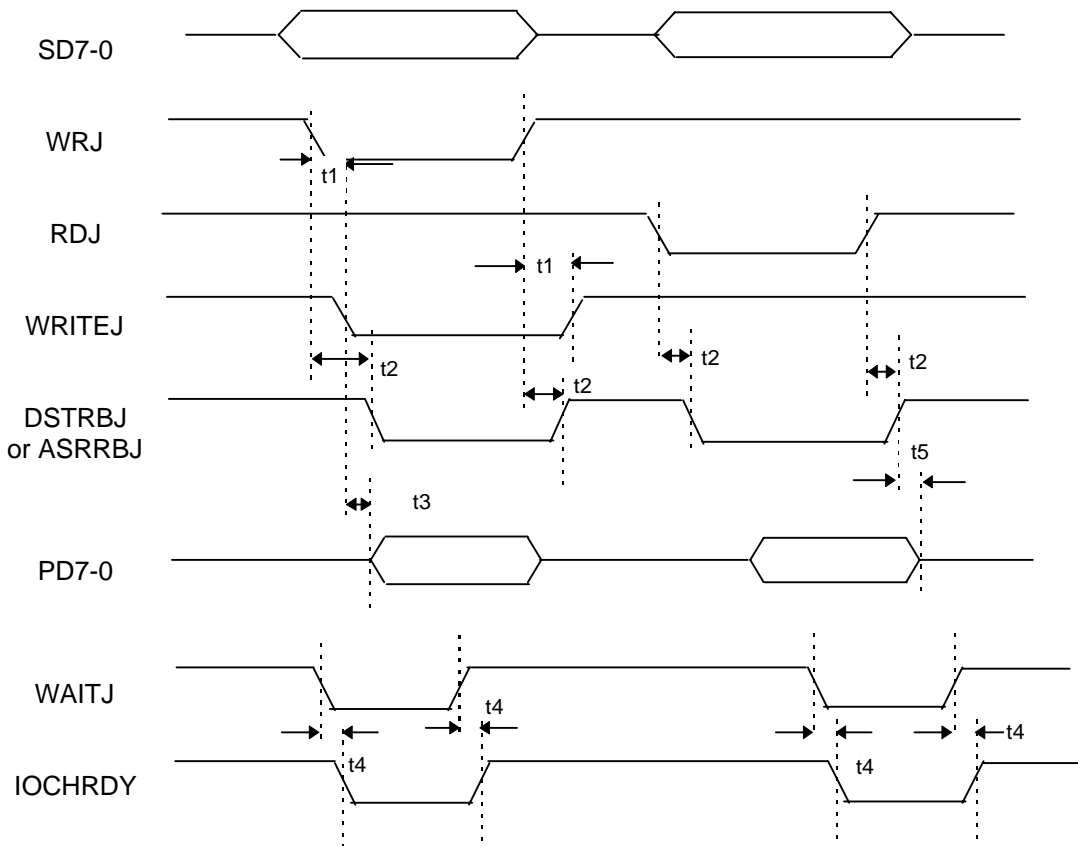 SD7-0
WRJ
t1
RDJ
t1
WRITEJ
t2
t2
t2
t2
DSTRBJ
or ASRRBJ
t5
t3
PD7-0
WAITJ
t4
t4
t4
t4
IOCHRDY